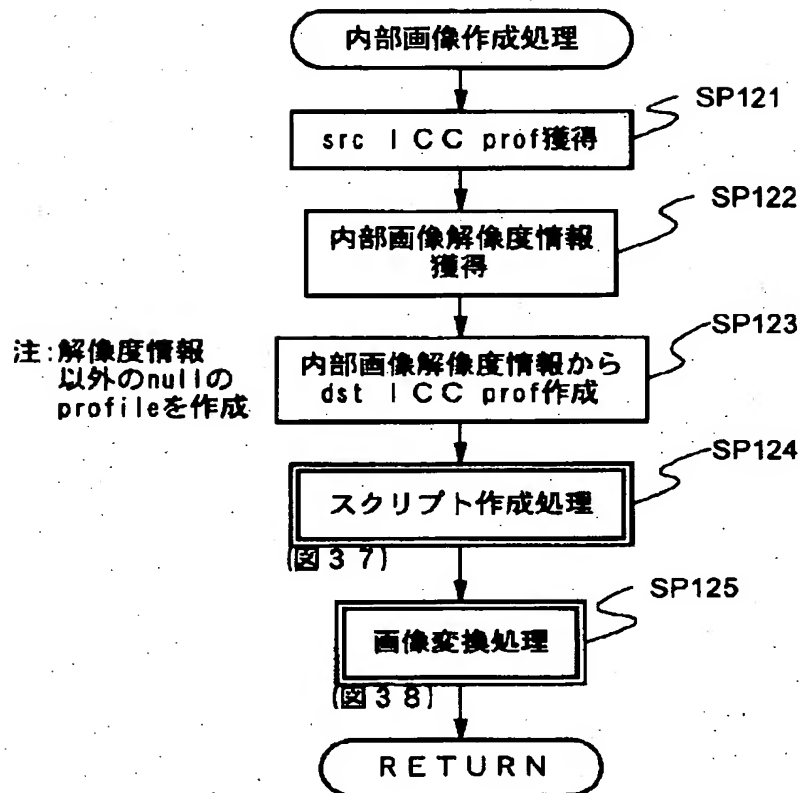 内部画像作成処理
SP121
src ICC prof獲得
SP122
内部画像解像度情報
獲得
SP123
注:解像度情報
以外のnullの
profileを作成
内部画像解像度情報から
dst ICC prof作成
SP124
スクリプト作成処理
(図37)
SP125
画像変換処理
(図38)
RETURN